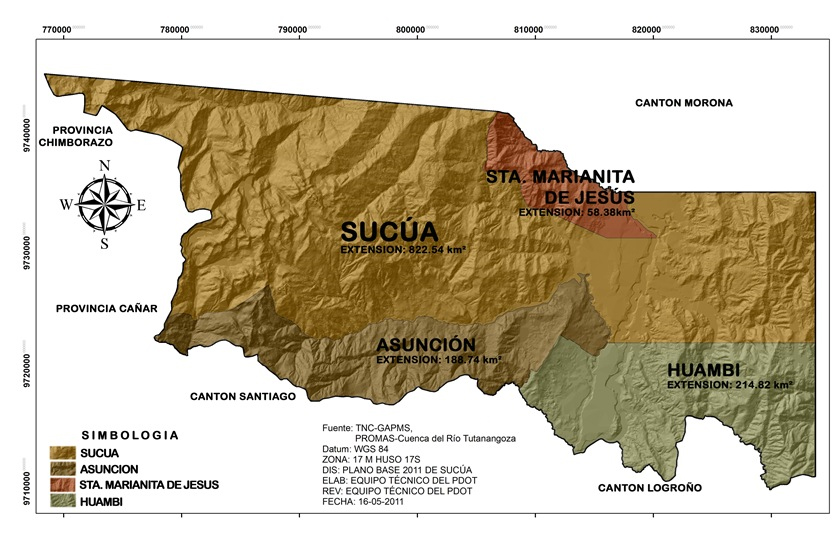 770000
780000
790000
800000
810000
820000
830000
9740000
9730000
9720000
9710000
CANTON MORONA
PROVINCIA
CHIMBORAZO
N
W
E
S
STA. MARIANITA
DE JESÚS
EXTENSION: 58.38km²
SUCÚA
EXTENSION: 822.54 km²
PROVINCIA CAÑAR
ASUNCIÓN
EXTENSION: 188.74 km²
HUAMBI
EXTENSION: 214.82 km²
CANTON SANTIAGO
CANTON LOGROÑO
SIMBOLOGIA
SUCUA
ASUNCION
STA. MARIANITA DE JESUS
HUAMBI
Fuente: TNC-GAPMS,
PROMAS-Cuenca del Río Tutanangoza
Datum: WGS 84
ZONA: 17 M HUSO 17S
DIS: PLANO BASE 2011 DE SUCÚA
ELAB: EQUIPO TÉCNICO DEL PDOT
REV: EQUIPO TÉCNICO DEL PDOT
FECHA: 16-05-2011